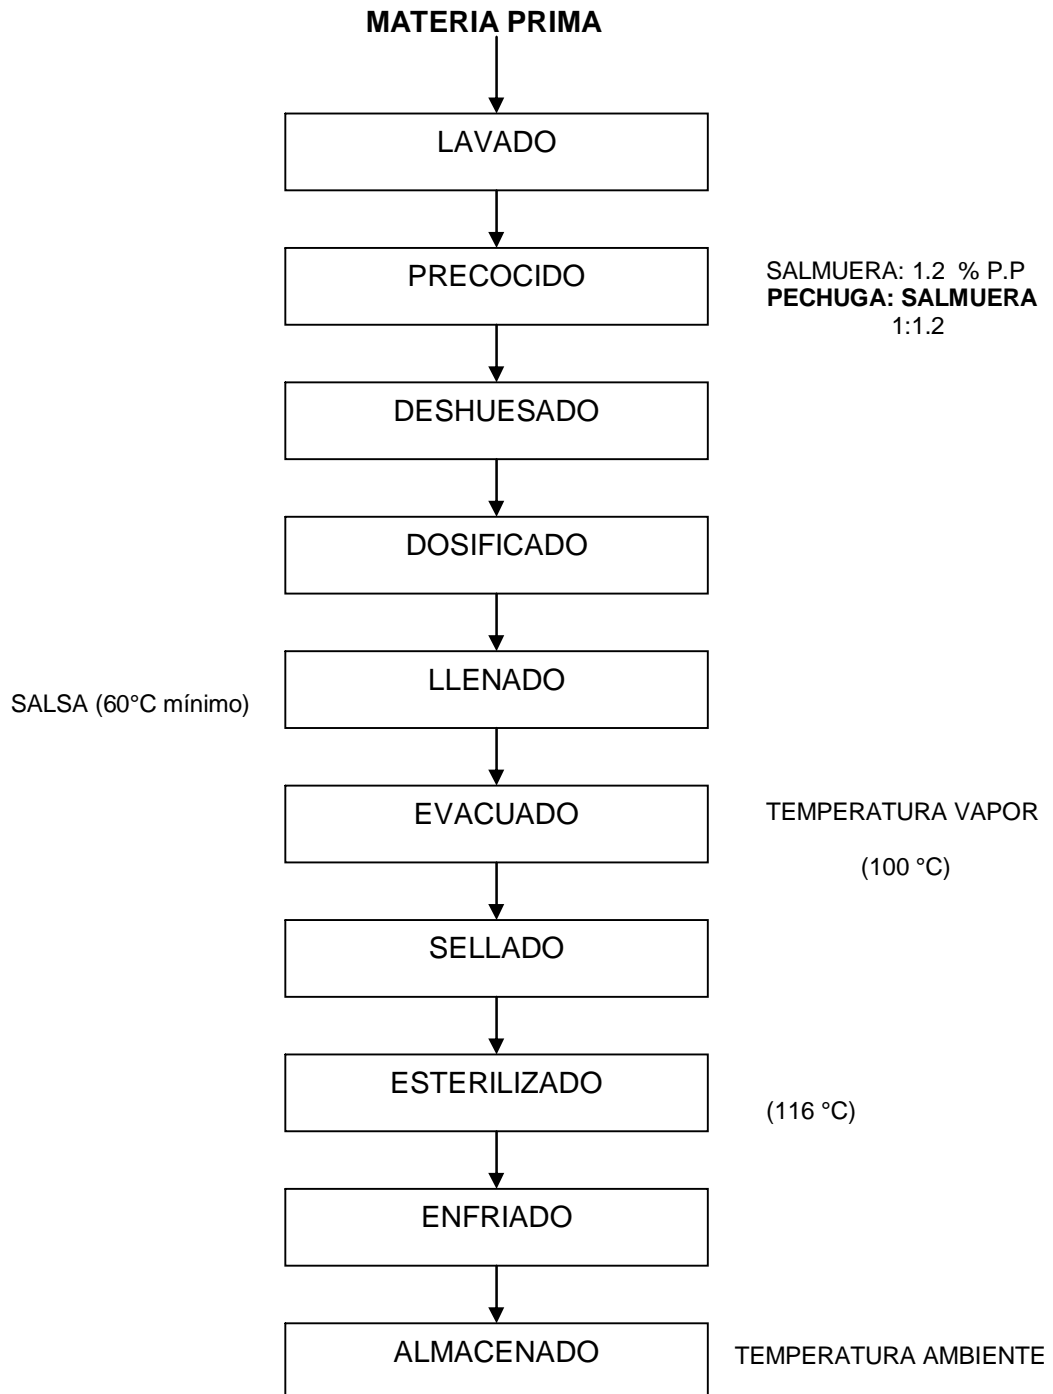 MATERIA PRIMA
LAVADO
PRECOCIDO
SALMUERA: 1.2 % P.P
PECHUGA: SALMUERA
1:1.2
DESHUESADO
DOSIFICADO
LLENADO
SALSA (60°C mínimo)
EVACUADO
TEMPERATURA VAPOR
(100 °C)
SELLADO
ESTERILIZADO
(116 °C)
ENFRIADO
ALMACENADO
TEMPERATURA AMBIENTE